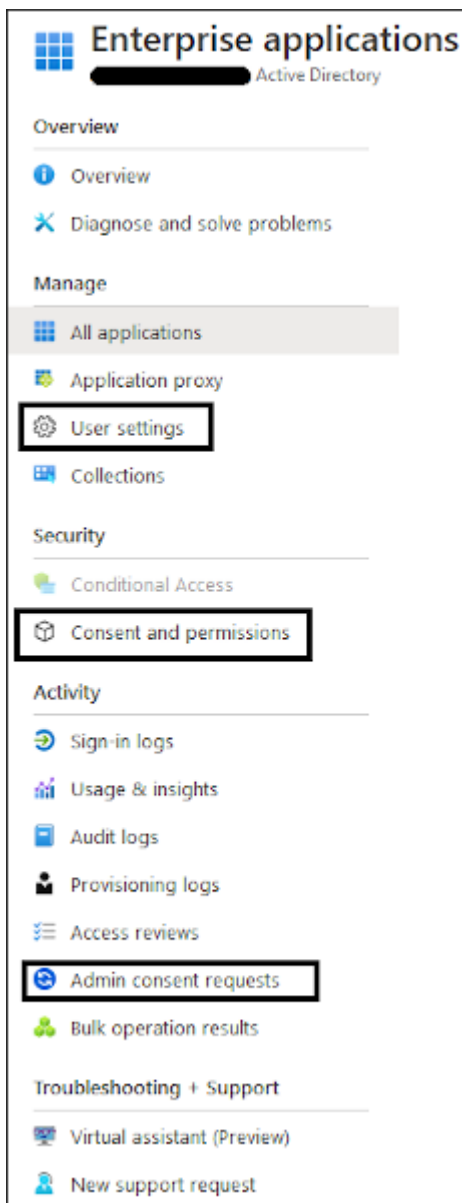 Enterprise applications
Active Directory
Overview
Overview
Diagnose and solve problems
Manage
All applications
Application proxy
User settings
Collections
Security
Conditional Access
Consent and permissions
Activity
Sign-in logs
Usage & insights
Audit logs
Provisioning logs
Access reviews
Admin consent requests
Bulk operation results
Troubleshooting + Support
Virtual assistant (Preview)
New support request